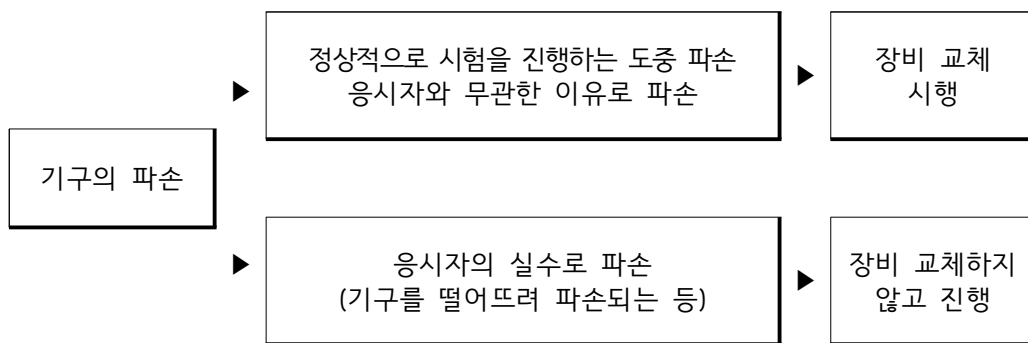 기구의 파손
▶
정상적으로 시험을 진행하는 도중 파손
응시자와 무관한 이유로 파손
▶
장비 교체
시행
▶
응시자의 실수로 파손
(기구를 떨어뜨려 파손되는 등)
▶
장비 교체하지
않고 진행